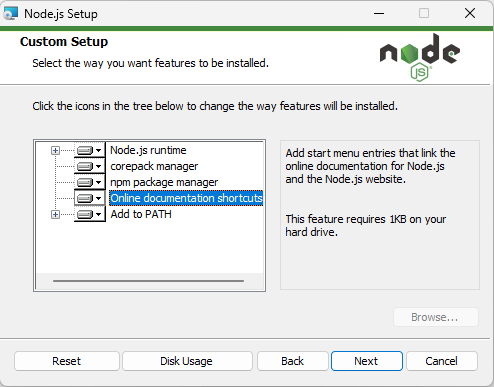 Node.js Setup
Custom Setup
Select the way you want features to be installed.
node
JS
Click the icons in the tree below to change the way features will be installed.
Node.js runtime
corepack manager
npm package manager
Online documentation shortcuts
Add to PATH
Add start menu entries that link the
online documentation for Node.js
and the Node.js website.
This feature requires 1KB on your
hard drive.
Browse...
Reset
Disk Usage
Back
Next
Cancel